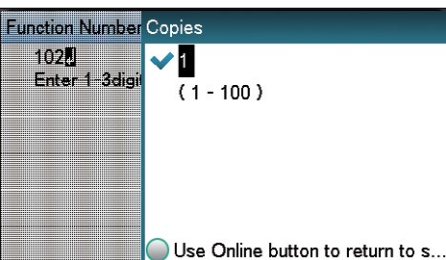 Function Number
102
Enter 1-3digi
Copies
1
( 1 - 100 )
Use Online button to return to s...